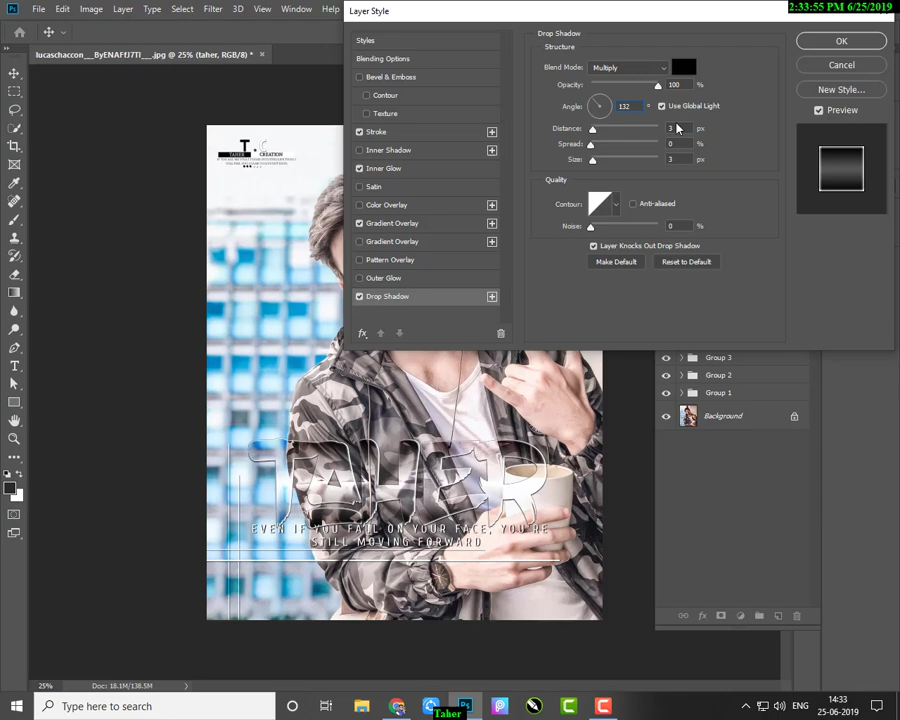 Ps File Edit Image Layer Type Select Filter 3D View Window
Layer Style
2:33:55 PM 6/25/2019
lucaschaccon___ByENAFfJ7Tl___.jpg @ 25% (taher, RGB/8) *
Styles
Blending Options
Bevel & Emboss
Contour
Texture
Stroke
Inner Shadow
Inner Glow
Satin
Color Overlay
Gradient Overlay
Gradient Overlay
Pattern Overlay
Outer Glow
Drop Shadow
fx
Drop Shadow
Structure
Blend Mode: Multiply
Opacity: 100 %
Angle: 132 ° Use Global Light
Distance: 3 px
Spread: 0 %
Size: 3 px
Quality
Contour: Anti-aliased
Noise: 0 %
Layer Knocks Out Drop Shadow
Make Default Reset to Default
OK
Cancel
New Style...
Preview
T.
TAHER CREATION
TAHER
EVEN IF YOU FALL ON YOUR FACE, YOU'RE
STILL MOVING FORWARD
Group 3
Group 2
Group 1
Background
fx
25% Doc: 18.1M/138.5M
Type here to search
Taher
ENG
14:33
25-06-2019